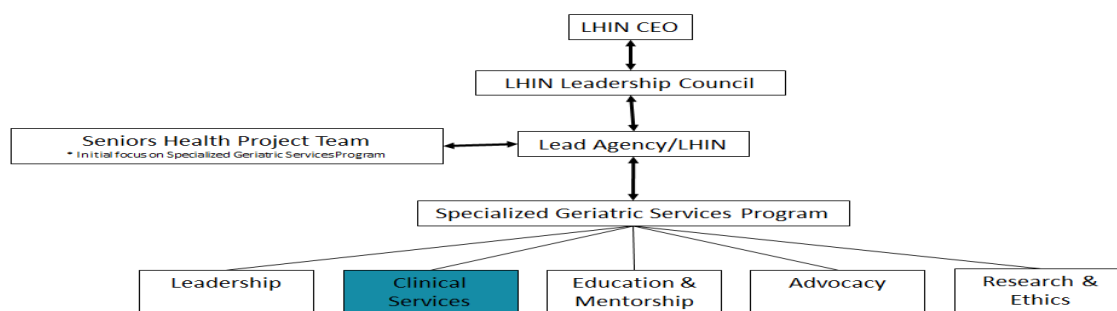 LHIN CEO
LHIN Leadership Council
Seniors Health Project Team
* Initial focus on Specialized Geriatric Services Program
Lead Agency/LHIN
Specialized Geriatric Services Program
Leadership
Clinical
Services
Education &
Mentorship
Advocacy
Research &
Ethics